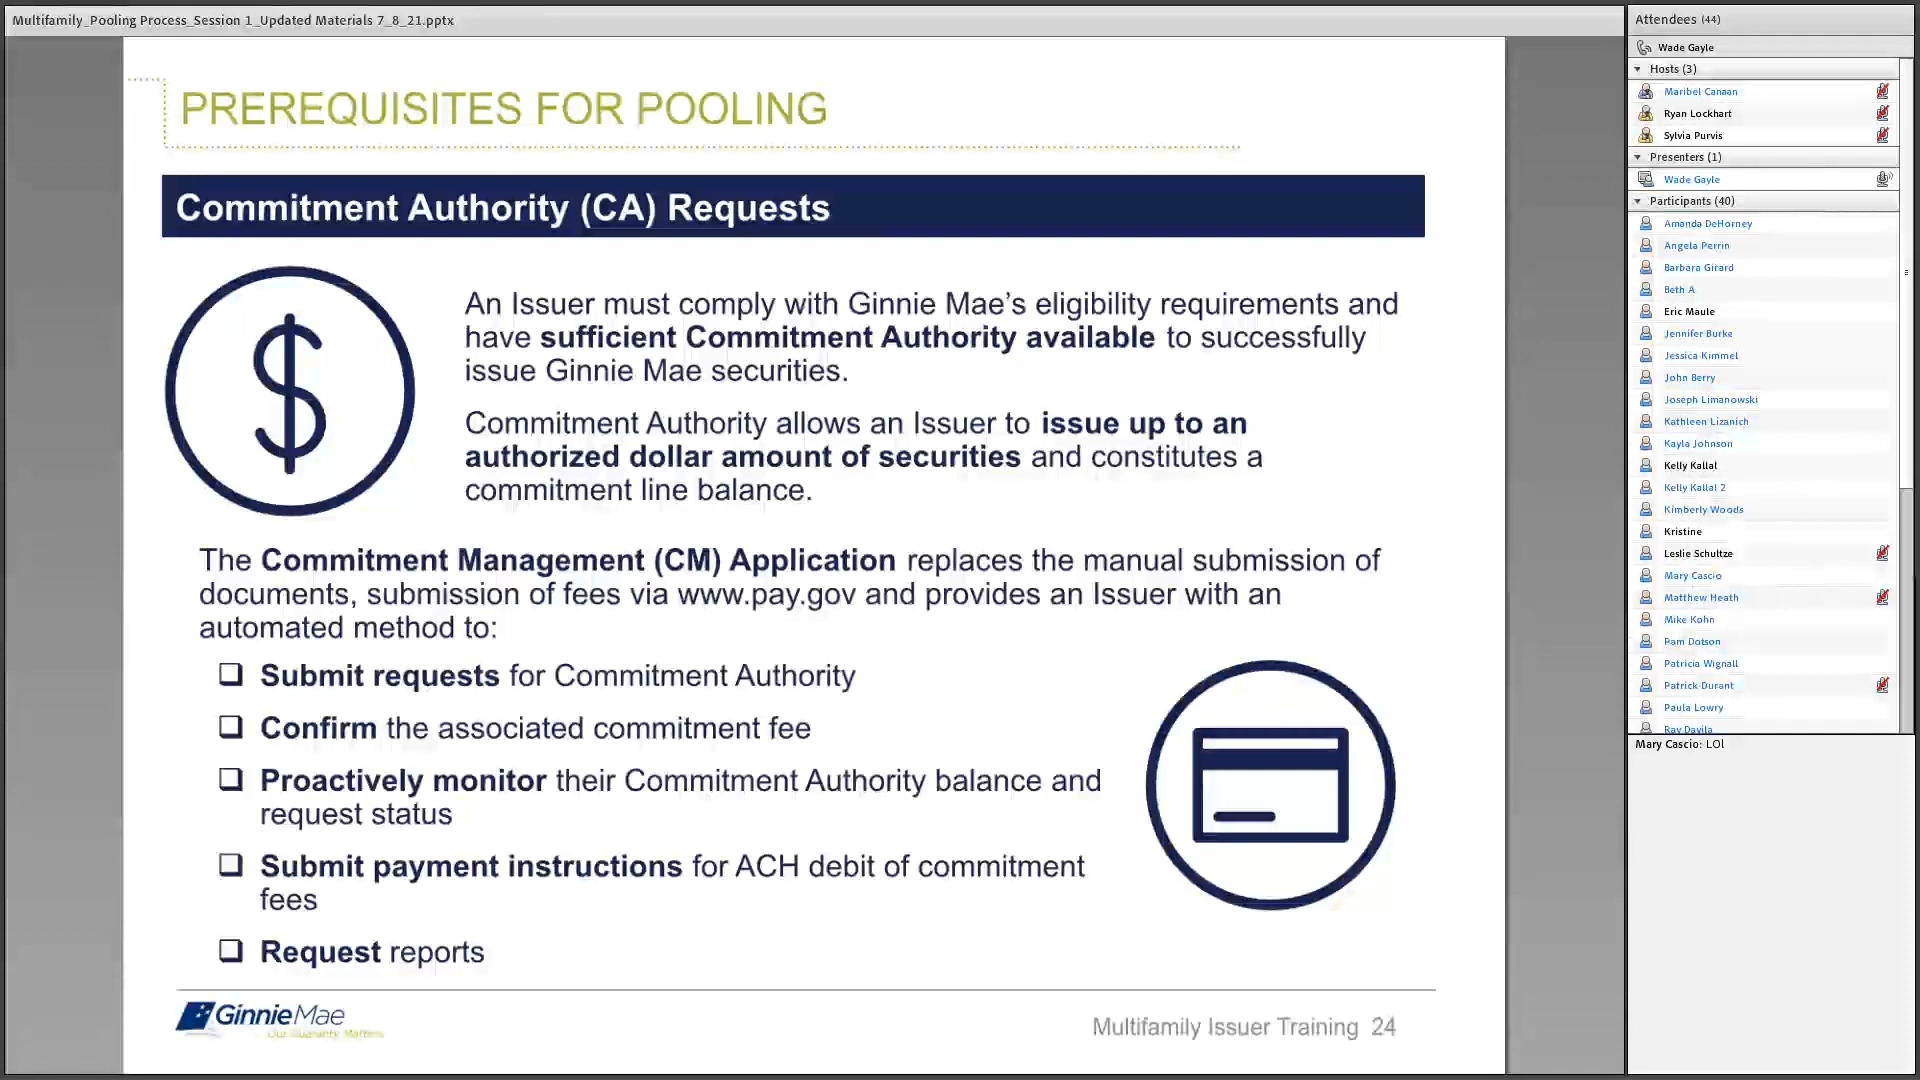 Multifamily_Pooling Process_Session 1_Updated Materials 7_8_21.pptx
PREREQUISITES FOR POOLING
Commitment Authority (CA) Requests
An Issuer must comply with Ginnie Mae’s eligibility requirements and
have sufficient Commitment Authority available to successfully
issue Ginnie Mae securities.
Commitment Authority allows an Issuer to issue up to an
authorized dollar amount of securities and constitutes a
commitment line balance.
The Commitment Management (CM) Application replaces the manual submission of
documents, submission of fees via www.pay.gov and provides an Issuer with an
automated method to:
Submit requests for Commitment Authority
Confirm the associated commitment fee
Proactively monitor their Commitment Authority balance and
request status
Submit payment instructions for ACH debit of commitment
fees
Request reports
GinnieMae
Our Guaranty Matters
Multifamily Issuer Training 24
Attendees (44)
Wade Gayle
Hosts (3)
Maribel Canaan
Ryan Lockhart
Sylvia Purvis
Presenters (1)
Wade Gayle
Participants (40)
Amanda DeHorney
Angela Perrin
Barbara Girard
Beth A
Eric Maule
Jennifer Burke
Jessica Kimmel
John Berry
Joseph Limanowski
Kathleen Lizanich
Kayla Johnson
Kelly Kallal
Kelly Kallal 2
Kimberly Woods
Kristine
Leslie Schultze
Mary Cascio
Matthew Heath
Mike Kohn
Pam Dotson
Patricia Wignall
Patrick Durant
Paula Lowry
Ray Davila
Mary Cascio: LOl